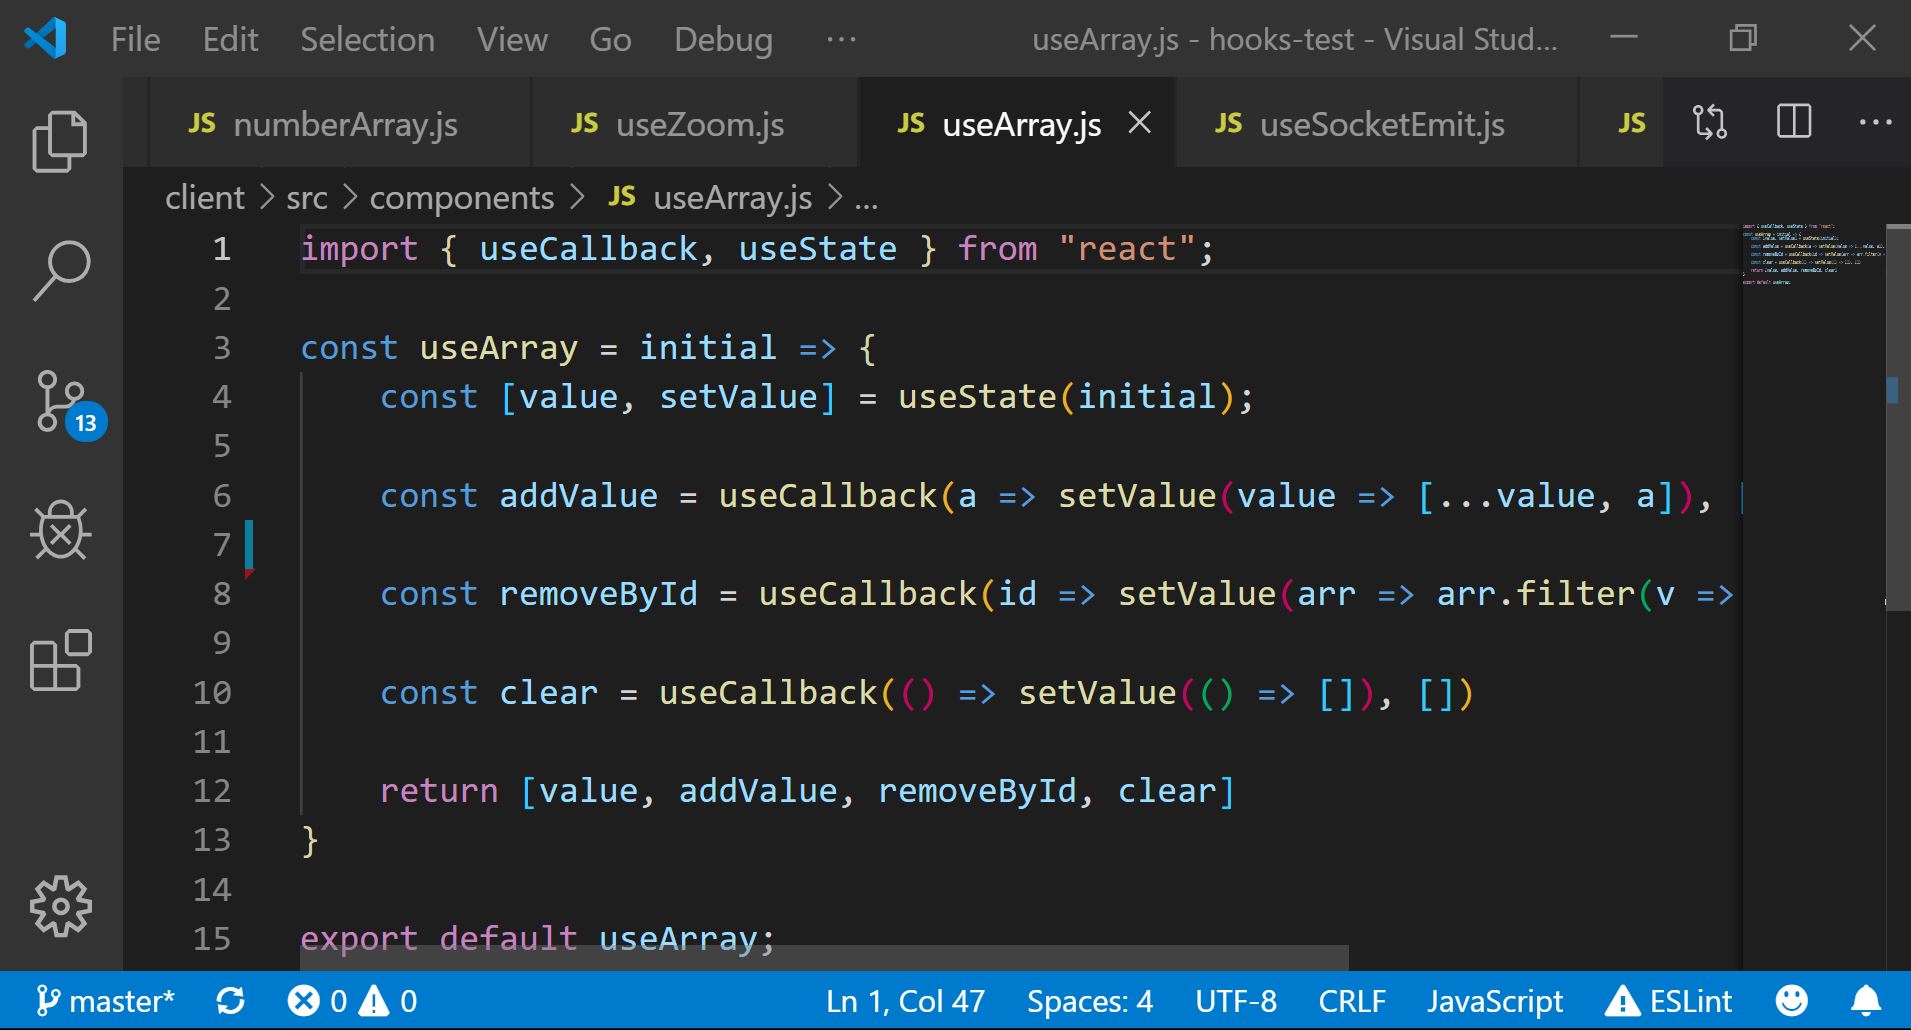 File Edit Selection View Go Debug ··· useArray.js - hooks-test - Visual Stud...
JS numberArray.js JS useZoom.js JS useArray.js JS useSocketEmit.js JS ···
client > src > components > JS useArray.js > ...
1 import { useCallback, useState } from "react";
2
3 const useArray = initial => {
4 const [value, setValue] = useState(initial);
5
6 const addValue = useCallback(a => setValue(value => [...value, a]), [
7
8 const removeById = useCallback(id => setValue(arr => arr.filter(v =>
9
10 const clear = useCallback(() => setValue(() => []), [])
11
12 return [value, addValue, removeById, clear]
13 }
14
15 export default useArray;
13
master* 0 0 Ln 1, Col 47 Spaces: 4 UTF-8 CRLF JavaScript ESLint